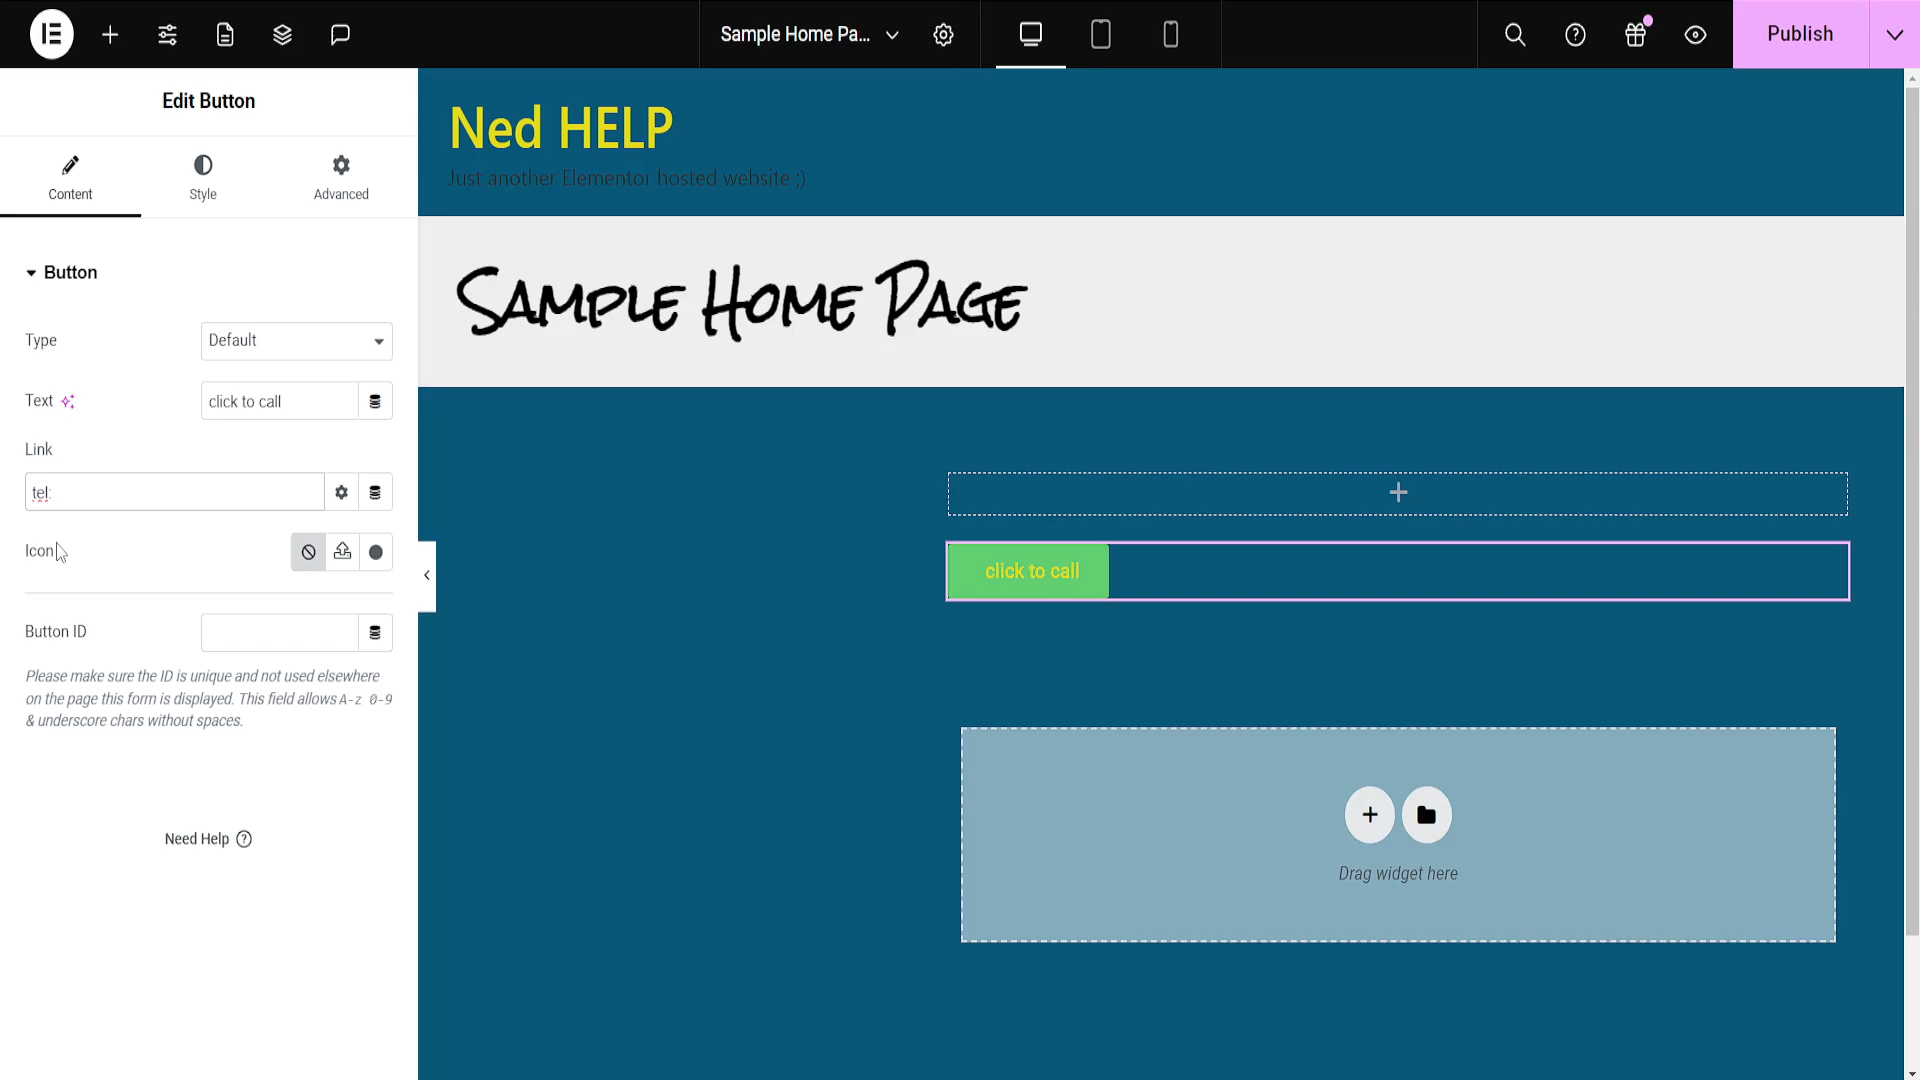 Sample Home Pa...
Publish
Edit Button
Content
Style
Advanced
Button
Type
Default
Text
click to call
Link
tel:
Icon
Button ID
Please make sure the ID is unique and not used elsewhere
on the page this form is displayed. This field allows A-z 0-9
& underscore chars without spaces.
Need Help
Ned HELP
Just another Elementor hosted website ;)
Sample Home Page
click to call
Drag widget here